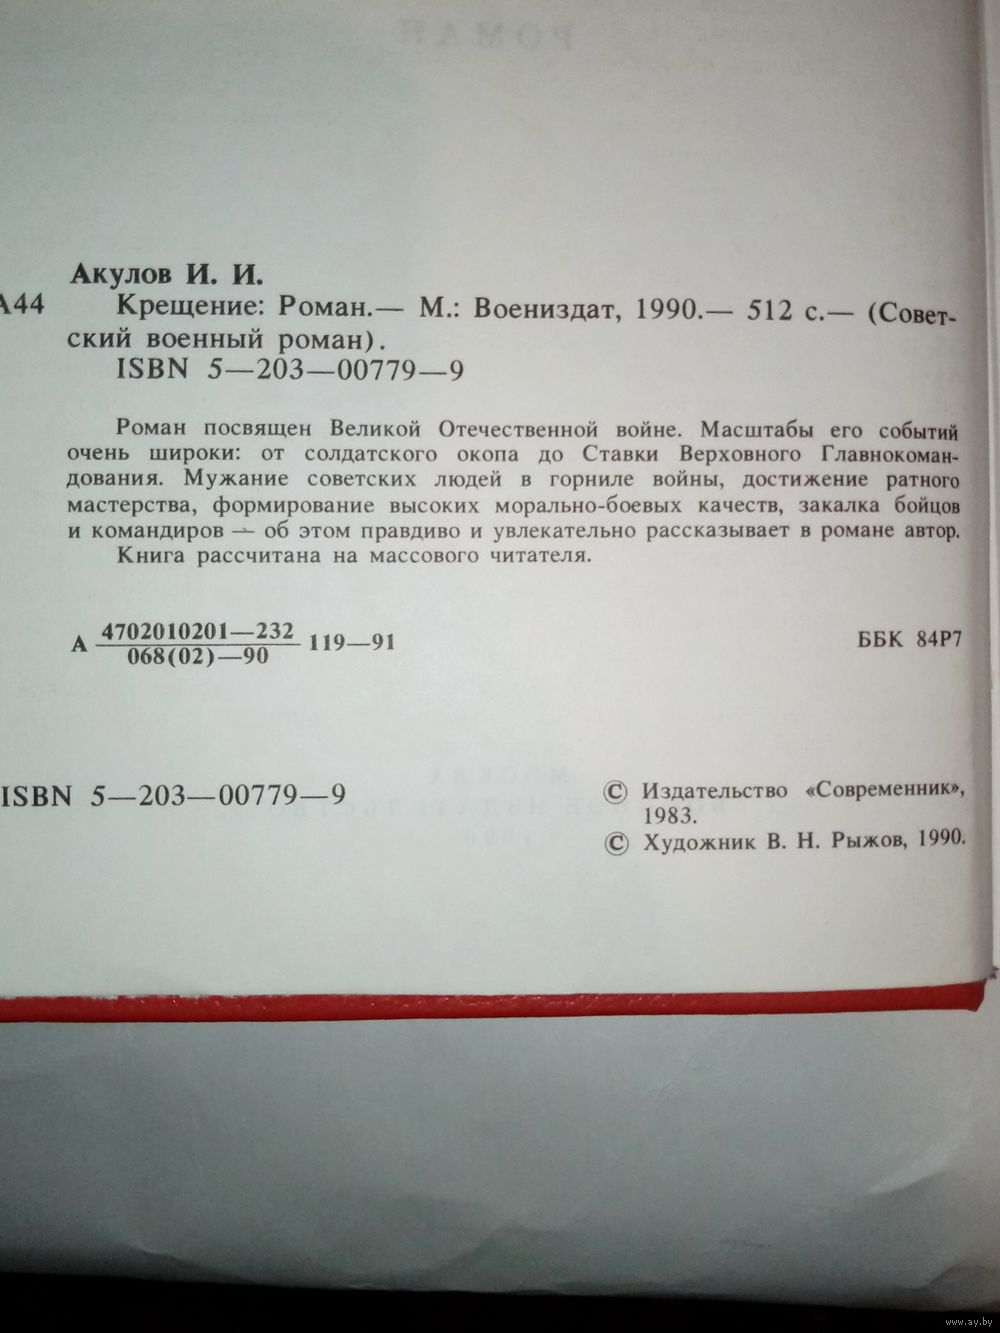 РОМАН
Акулов И. И.
А44
Крещение: Роман.— М.: Воениздат, 1990.— 512 с.— (Совет-
ский военный роман).
ISBN 5—203—00779—9
Роман посвящен Великой Отечественной войне. Масштабы его событий
очень широки: от солдатского окопа до Ставки Верховного Главнокоман-
дования. Мужание советских людей в горниле войны, достижение ратного
мастерства, формирование высоких морально-боевых качеств, закалка бойцов
и командиров — об этом правдиво и увлекательно рассказывает в романе автор.
Книга рассчитана на массового читателя.
А 4702010201—232
068(02)—90 119—91
ББК 84Р7
ISBN 5—203—00779—9
© Издательство «Современник»,
1983.
© Художник В. Н. Рыжов, 1990.
www.ay.by